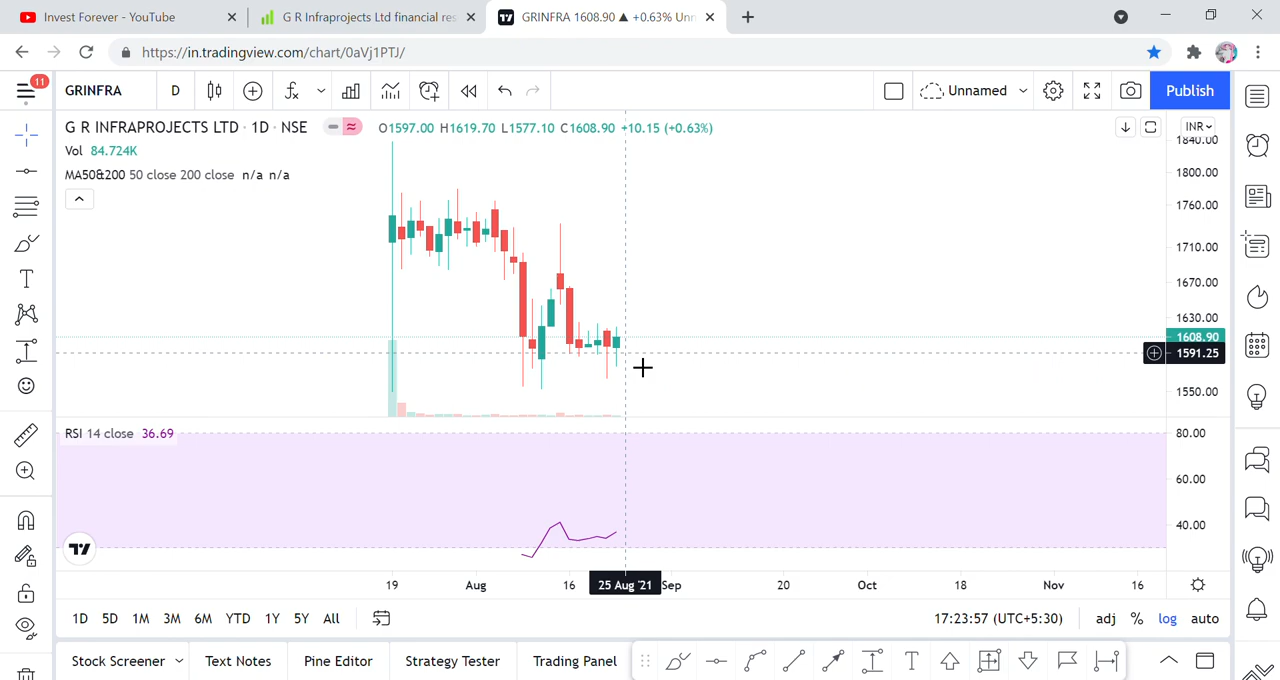 Invest Forever - YouTube
G R Infraprojects Ltd financial res
GRINFRA 1608.90 ▲ +0.63% Unn
https://in.tradingview.com/chart/0aVj1PTJ/
11
GRINFRA
D
Unnamed
Publish
G R INFRAPROJECTS LTD · 1D · NSE
O1597.00 H1619.70 L1577.10 C1608.90 +10.15 (+0.63%)
INR
Vol 84.724K
MA50&200 50 close 200 close n/a n/a
1840.00
1800.00
1760.00
1710.00
1670.00
1630.00
1608.90
1591.25
1550.00
RSI 14 close 36.69
80.00
60.00
40.00
19
Aug
16
25 Aug '21
Sep
20
Oct
18
Nov
16
1D
5D
1M
3M
6M
YTD
1Y
5Y
All
17:23:57 (UTC+5:30)
adj
%
log
auto
Stock Screener
Text Notes
Pine Editor
Strategy Tester
Trading Panel